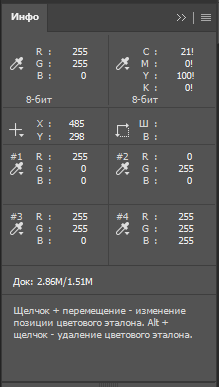 Инфо
R : 255 C : 21!
G : 255 M : 0!
B : 0 Y : 100!
K : 0!
8-бит 8-бит
X : 485 Ш :
Y : 298 В :
#1 R : 255 #2 R : 0
G : 255 G : 255
B : 0 B : 0
#3 R : 255 #4 R : 255
G : 255 G : 255
B : 0 B : 255
Док: 2.86M/1.51M
Щелчок + перемещение - изменение
позиции цветового эталона. Alt +
щелчок - удаление цветового эталона.